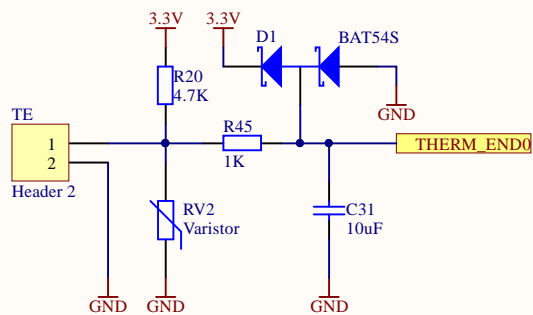 3.3V
3.3V
D1
BAT54S
R20
4.7K
GND
TE
1
2
Header 2
R45
1K
THERM_END0
RV2
Varistor
C31
10uF
GND
GND
GND